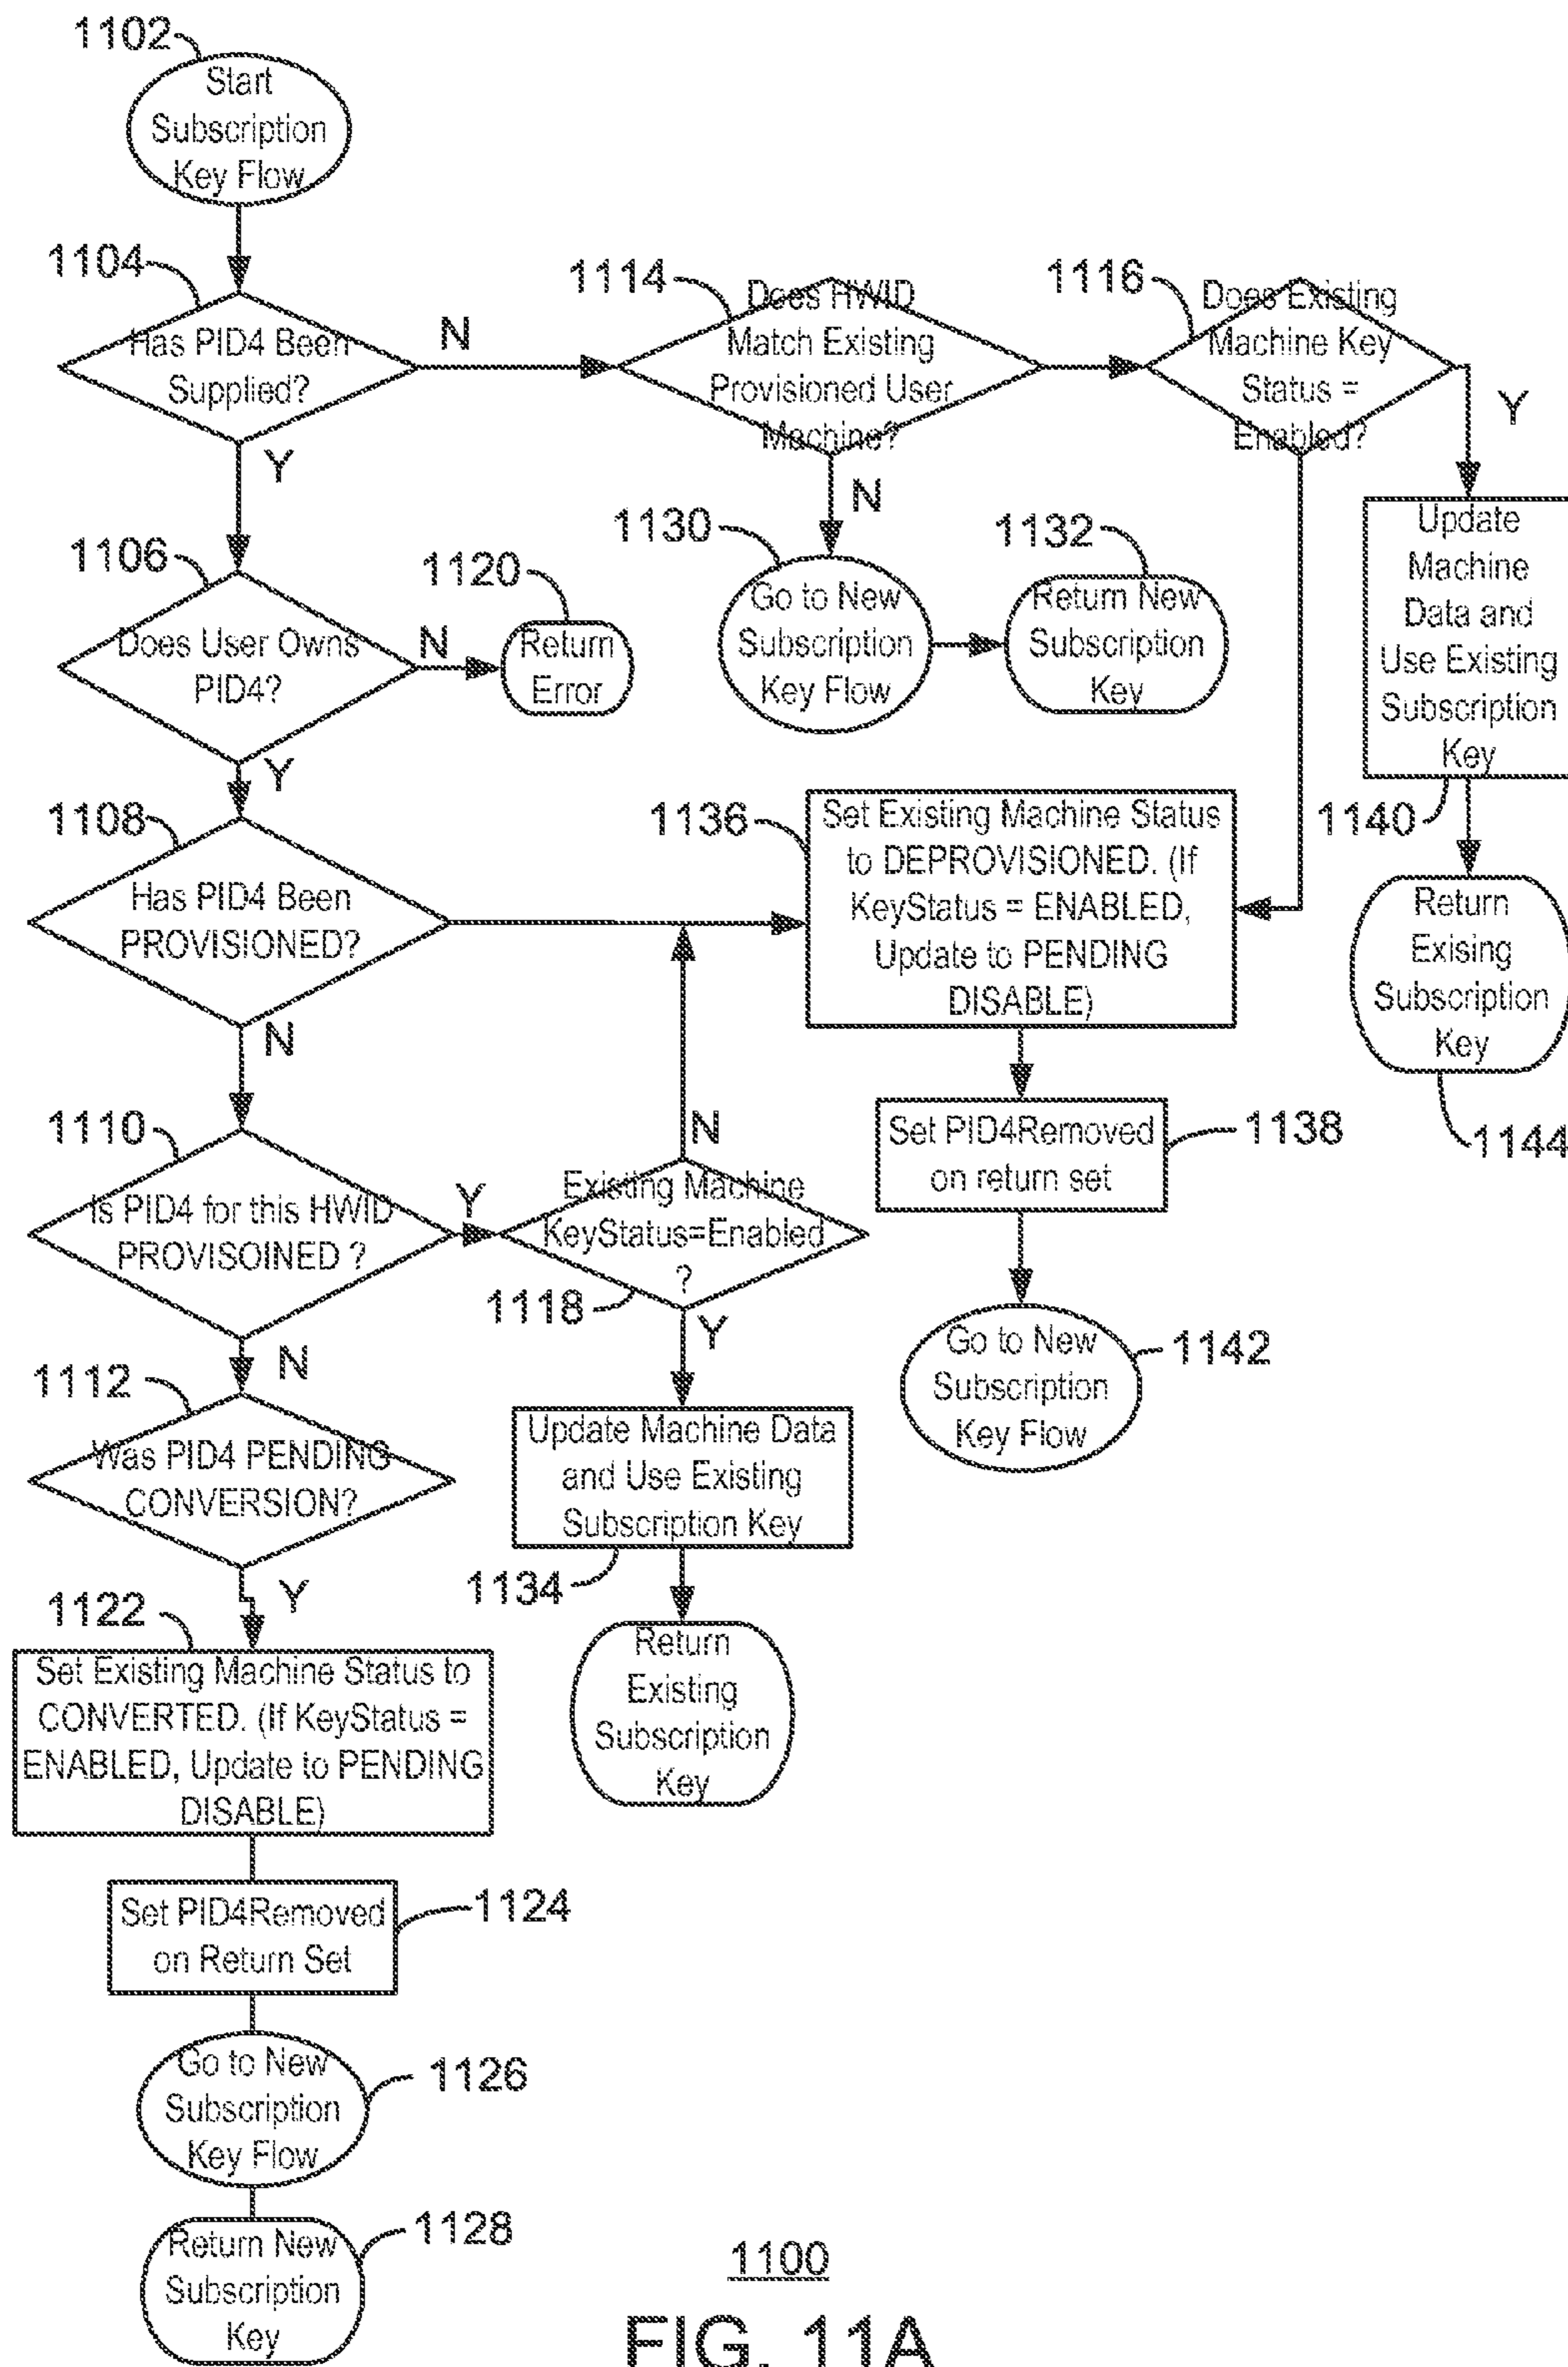 1102
Start
Subscription
Key Flow
1104
Has PID4 Been
Supplied?
N
Y
1114
Does HWID
Match Existing
Provisioned User
Machine?
N
1116
Does Existing
Machine Key
Status =
Enabled?
Y
1106
Does User Owns
PID4?
N
Y
1120
Return
Error
1130
Go to New
Subscription
Key Flow
1132
Return New
Subscription
Key
Update
Machine
Data and
Use Existing
Subscription
Key
1140
Return
Exising
Subscription
Key
1144
1108
Has PID4 Been
PROVISIONED?
N
1136
Set Existing Machine Status
to DEPROVISIONED. (If
KeyStatus = ENABLED,
Update to PENDING
DISABLE)
Set PID4Removed
on return set
1138
Go to New
Subscription
Key Flow
1142
1110
Is PID4 for this HWID
PROVISOINED ?
Y
N
N
Existing Machine
KeyStatus=Enabled
?
1118
Y
1112
Was PID4 PENDING
CONVERSION?
Y
Update Machine Data
and Use Existing
Subscription Key
1134
Return
Existing
Subscription
Key
1122
Set Existing Machine Status to
CONVERTED. (If KeyStatus =
ENABLED, Update to PENDING
DISABLE)
Set PID4Removed
on Return Set
1124
Go to New
Subscription
Key Flow
1126
Return New
Subscription
Key
1128
1100
FIG. 11A